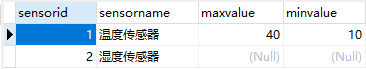 sensorid sensorname maxvalue minvalue
1 温度传感器 40 10
2 湿度传感器 (Null) (Null)